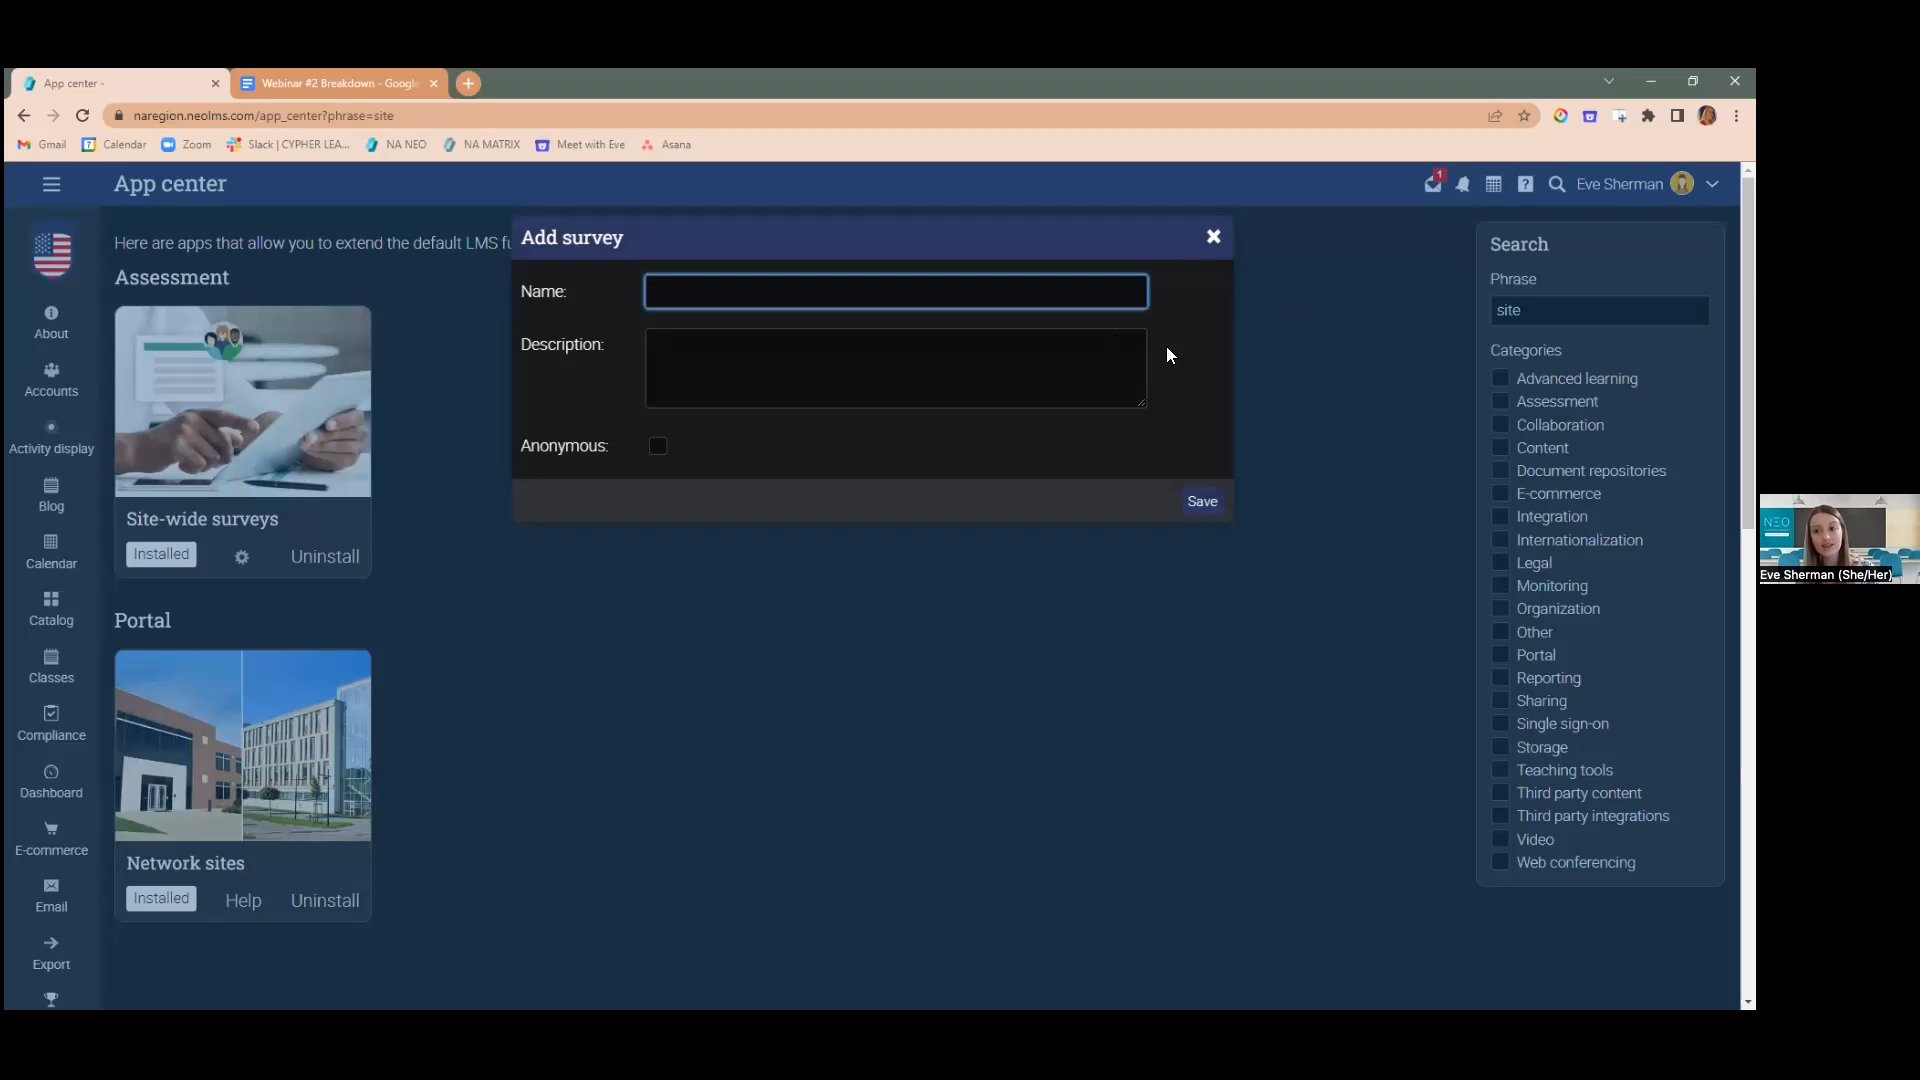 App center -
Webinar #2 Breakdown - Google
naregion.neolms.com/app_center?phrase=site
Gmail
Calendar
Zoom
Slack | CYPHER LEA...
NA NEO
NA MATRIX
Meet with Eve
Asana
App center
1
Eve Sherman
Here are apps that allow you to extend the default LMS fu
Assessment
Site-wide surveys
Installed
Uninstall
Portal
Network sites
Installed
Help
Uninstall
About
Accounts
Activity display
Blog
Calendar
Catalog
Classes
Compliance
Dashboard
E-commerce
Email
Export
Add survey
Name:
Description:
Anonymous:
Save
Search
Phrase
site
Categories
Advanced learning
Assessment
Collaboration
Content
Document repositories
E-commerce
Integration
Internationalization
Legal
Monitoring
Organization
Other
Portal
Reporting
Sharing
Single sign-on
Storage
Teaching tools
Third party content
Third party integrations
Video
Web conferencing
NEO
Eve Sherman (She/Her)